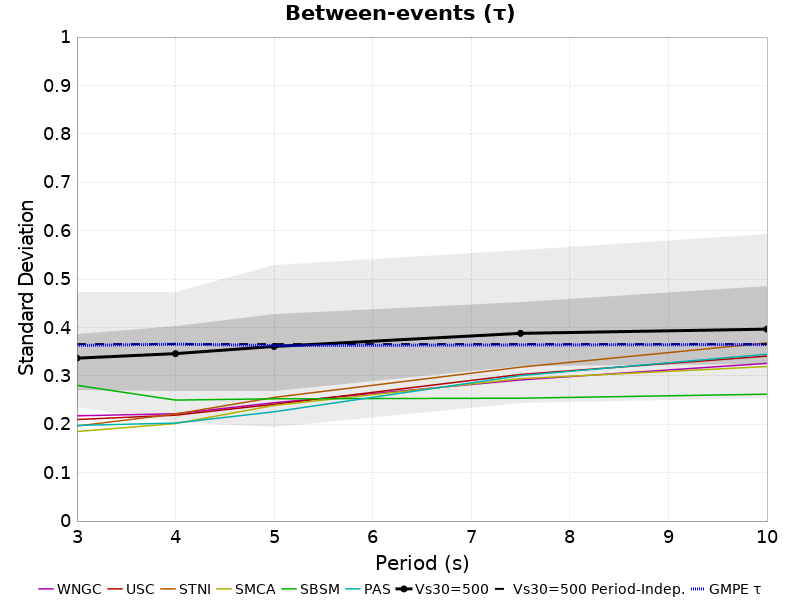 Between-events (τ)
Standard Deviation
1
0.9
0.8
0.7
0.6
0.5
0.4
0.3
0.2
0.1
0
3 4 5 6 7 8 9 10
Period (s)
WNGC USC STNI SMCA SBSM PAS Vs30=500 Vs30=500 Period-Indep. GMPE τ